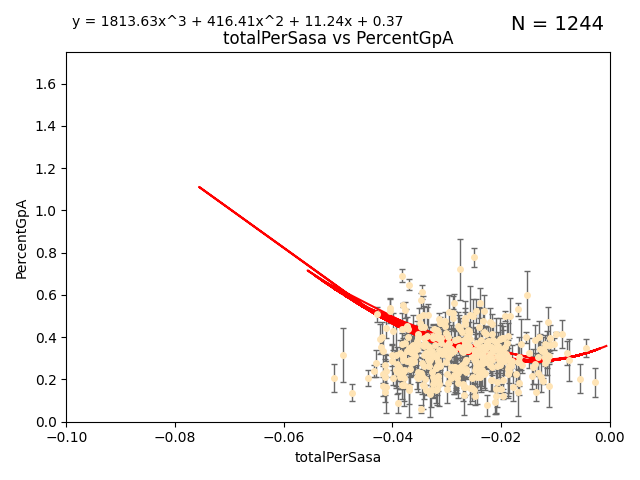 y = 1813.63x^3 + 416.41x^2 + 11.24x + 0.37
N = 1244
totalPerSasa vs PercentGpA
PercentGpA
1.6
1.4
1.2
1.0
0.8
0.6
0.4
0.2
0.0
−0.10 −0.08 −0.06 −0.04 −0.02 0.00
totalPerSasa